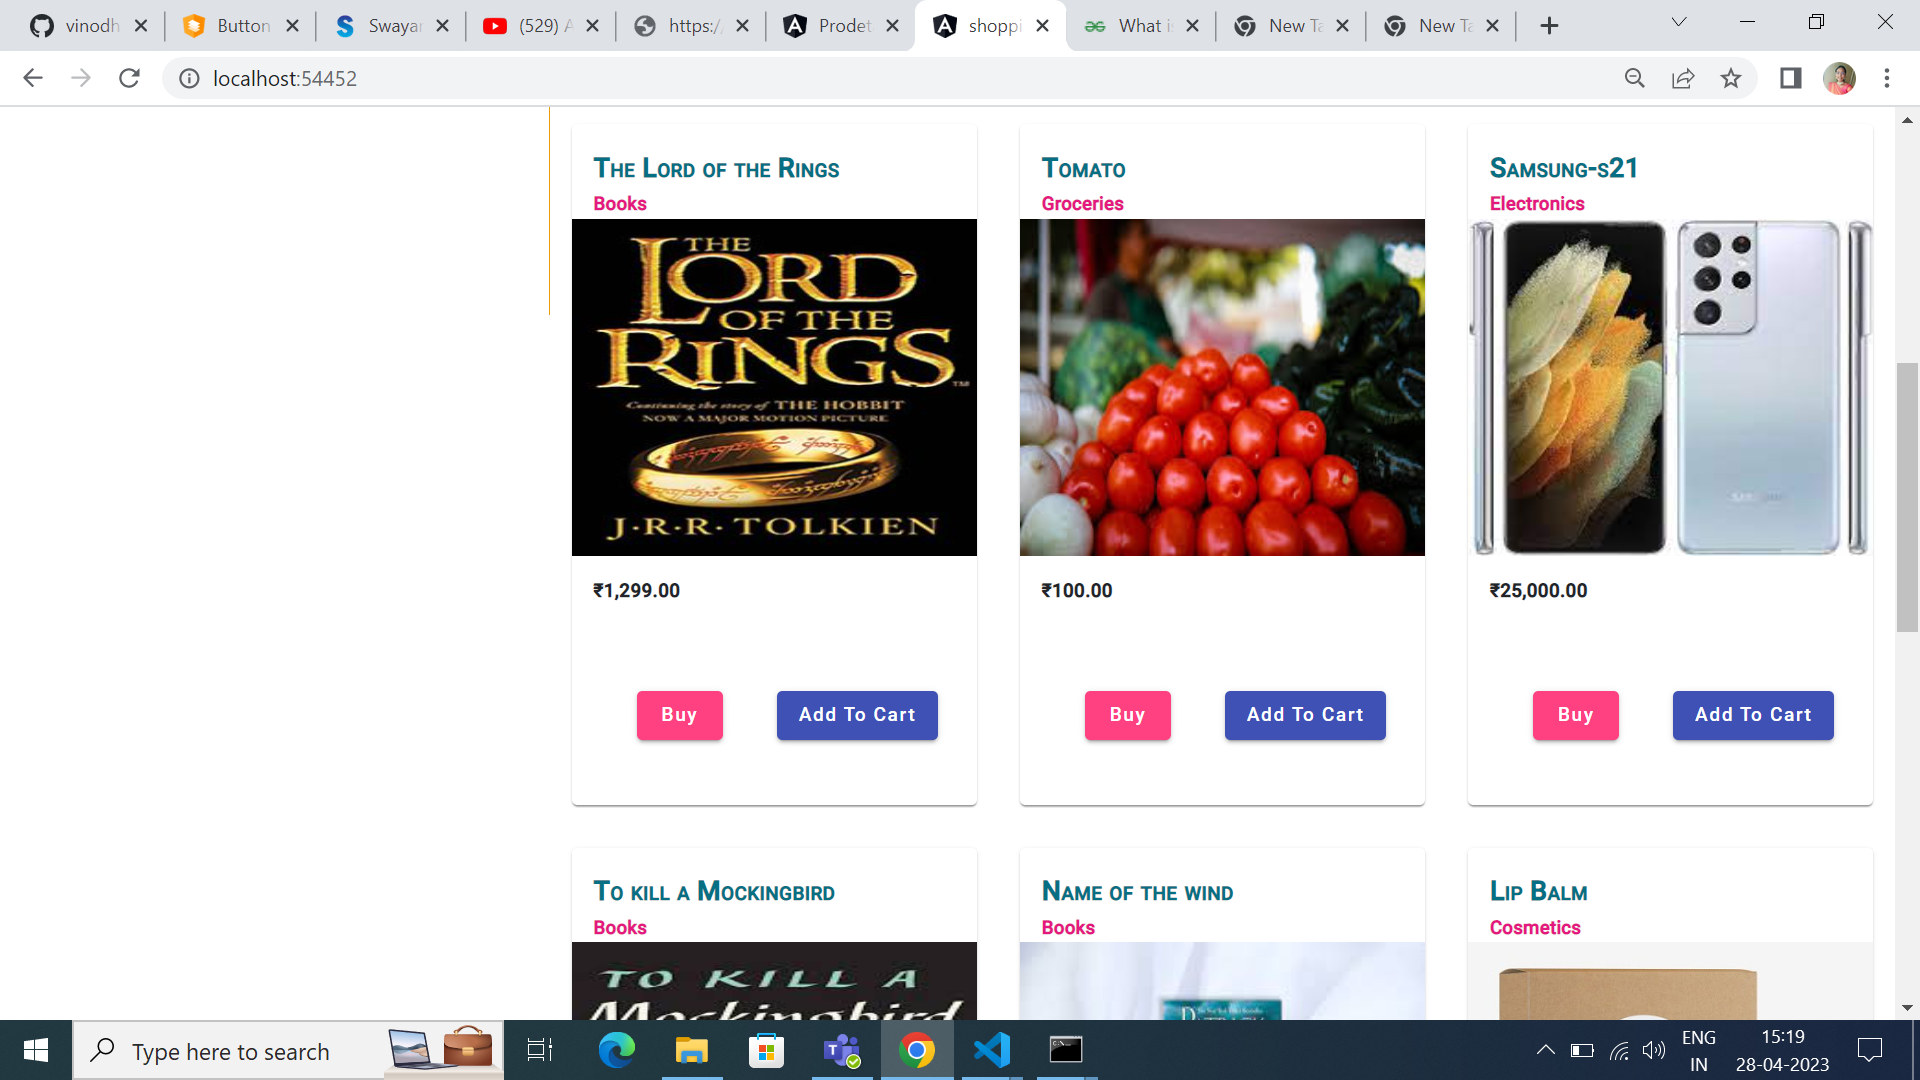 vinodh
Button
Swayar
(529) A
https:/
Prodet
shoppi
What i
New Ta
New Ta
localhost:54452
The Lord of the Rings
Books
THE
LORD
OF THE
RINGS
TM
Continuing the story of THE HOBBIT
NOW A MAJOR MOTION PICTURE
J·R·R·TOLKIEN
₹1,299.00
Buy
Add To Cart
Tomato
Groceries
₹100.00
Buy
Add To Cart
Samsung-s21
Electronics
₹25,000.00
Buy
Add To Cart
To kill a Mockingbird
Books
TO KILL A
Mockingbird
Name of the wind
Books
Lip Balm
Cosmetics
Type here to search
ENG
IN
15:19
28-04-2023